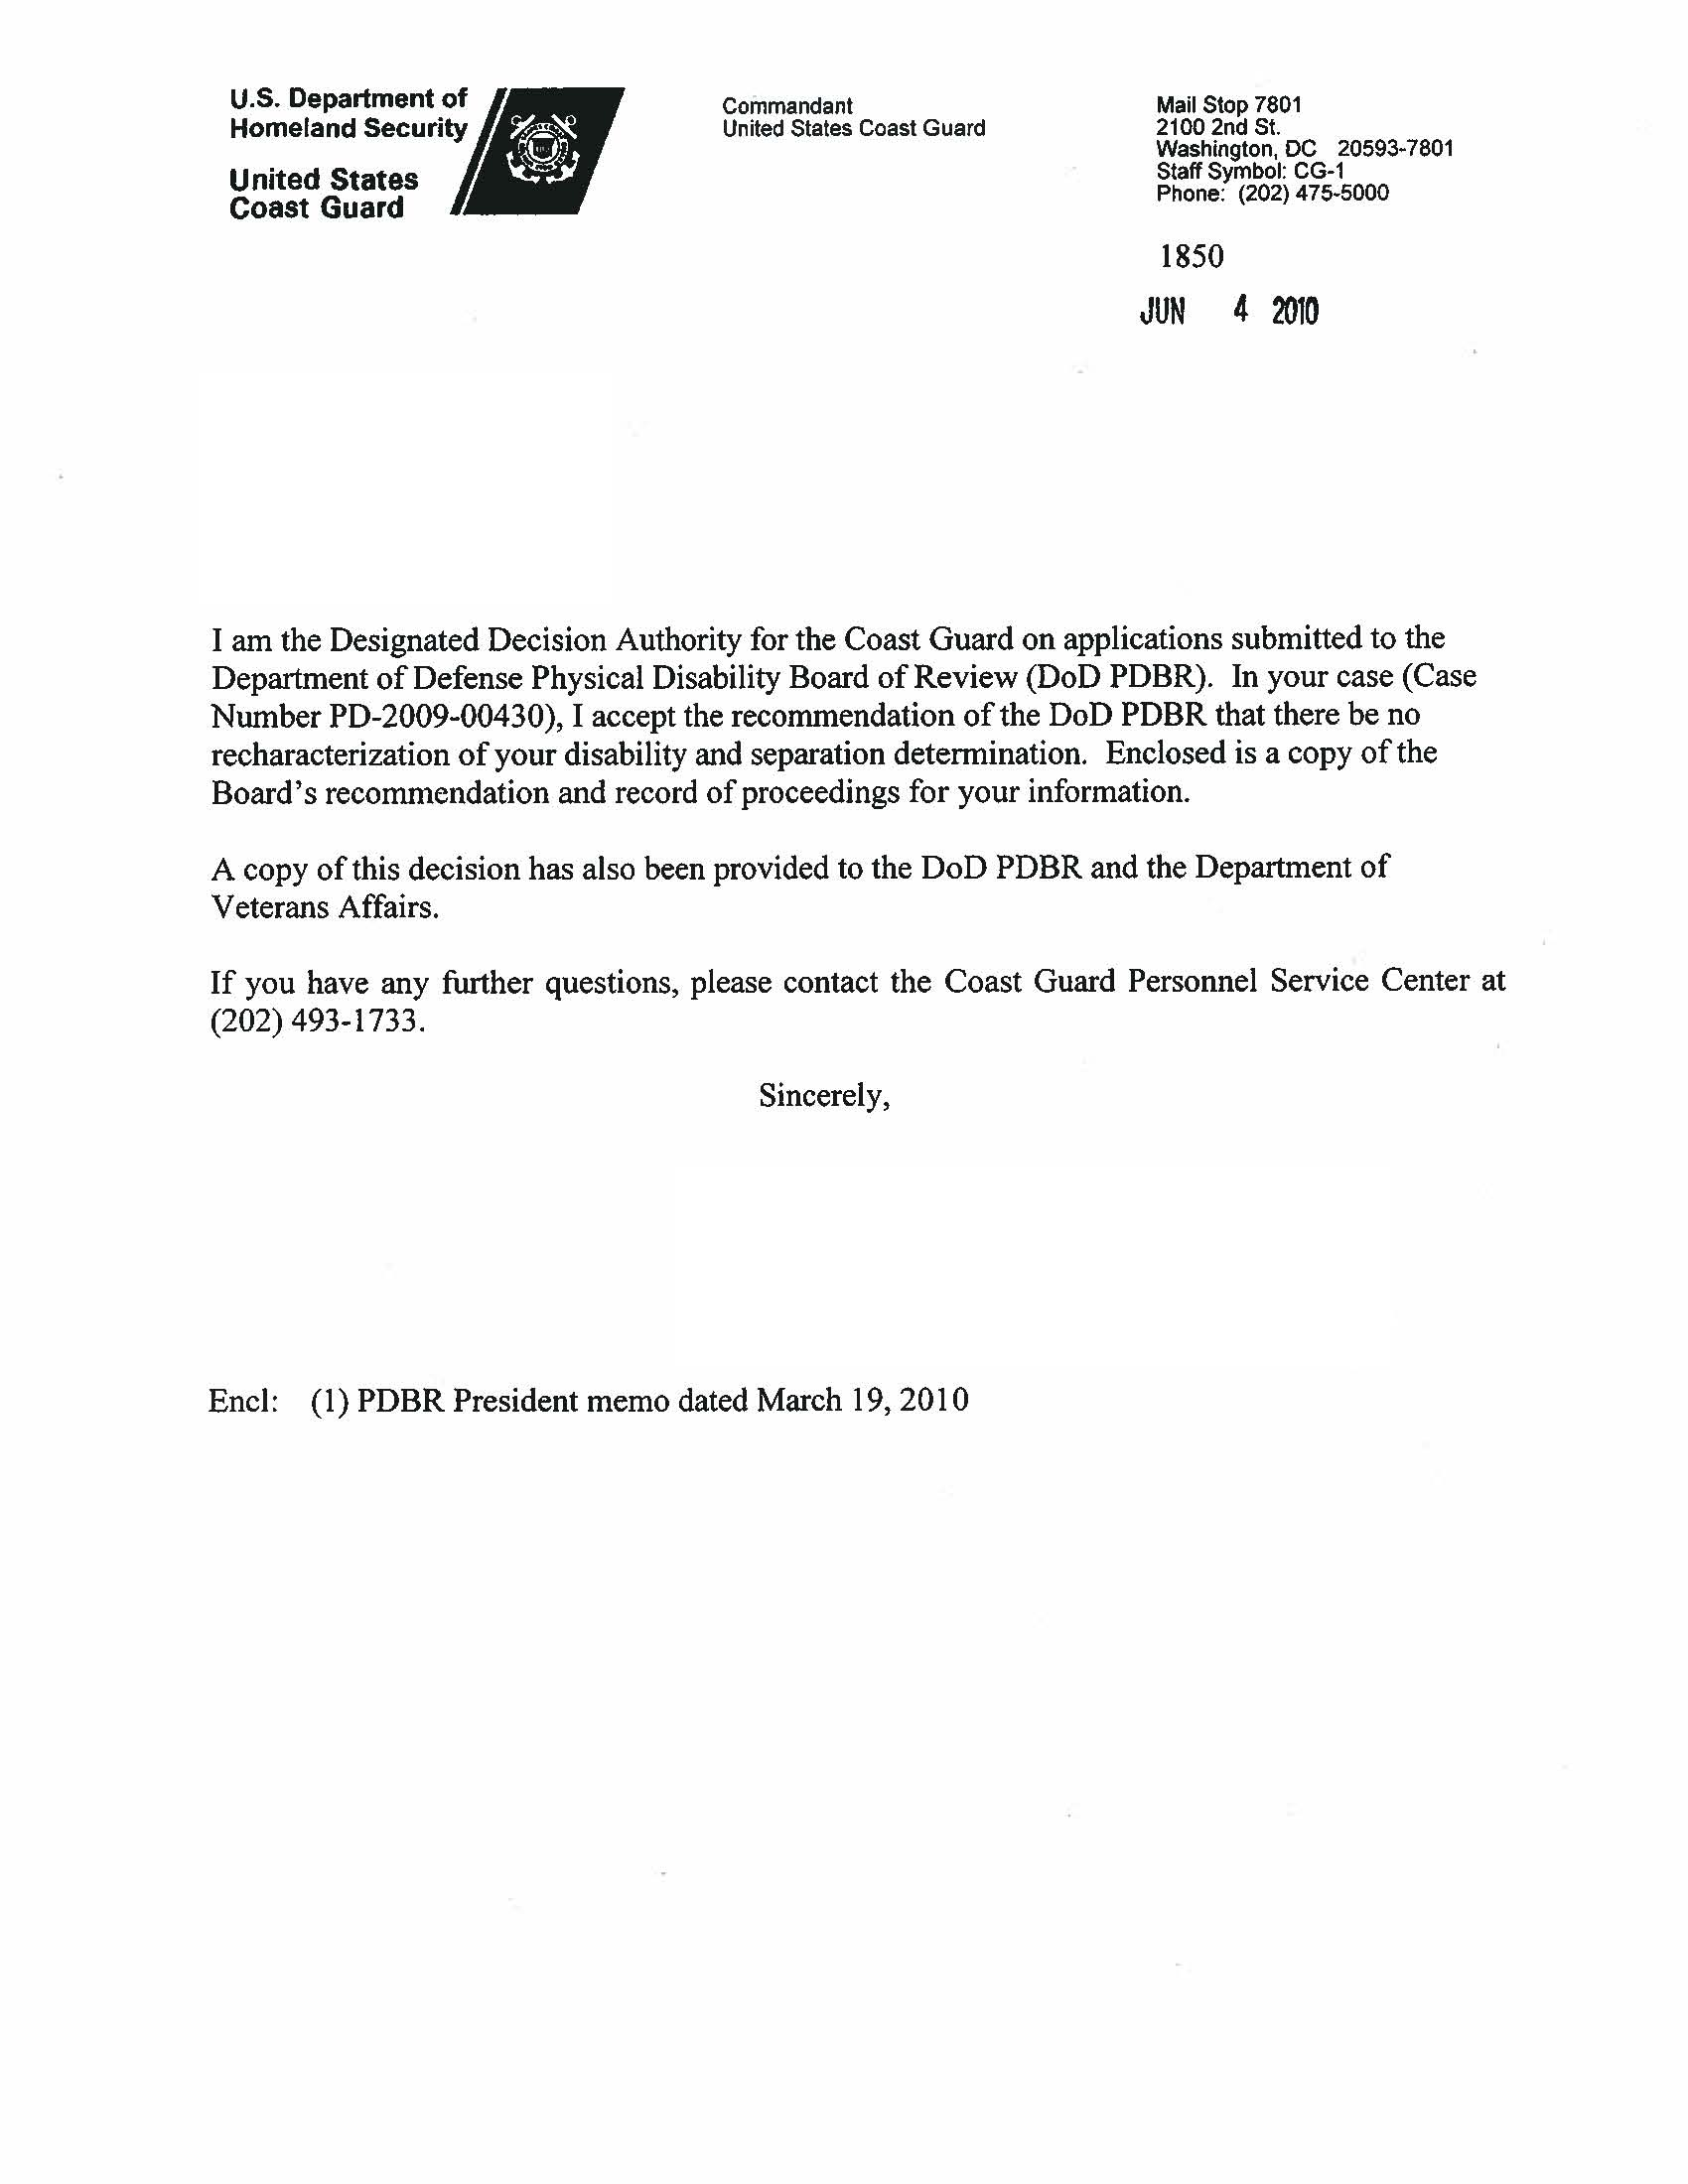 U.S. Department of
Homeland Security
United States
Coast Guard
Commandant
United States Coast Guard
Mail Stop 7801
2100 2nd St.
Washington, DC 20593-7801
Staff Symbol: CG-1
Phone: (202) 475-5000
1850
JUN 4 2010
I am the Designated Decision Authority for the Coast Guard on applications submitted to the
Department of Defense Physical Disability Board of Review (DoD PDBR). In your case (Case
Number PD-2009-00430), I accept the recommendation of the DoD PDBR that there be no
recharacterization of your disability and separation determination. Enclosed is a copy of the
Board's recommendation and record of proceedings for your information.
A copy of this decision has also been provided to the DoD PDBR and the Department of
Veterans Affairs.
If you have any further questions, please contact the Coast Guard Personnel Service Center at
(202) 493-1733.
Sincerely,
Encl: (1) PDBR President memo dated March 19, 2010